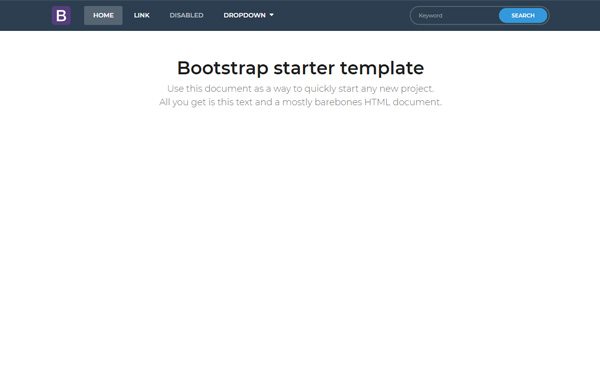 B
HOME
LINK
DISABLED
DROPDOWN
Keyword
SEARCH
Bootstrap starter template
Use this document as a way to quickly start any new project.
All you get is this text and a mostly barebones HTML document.